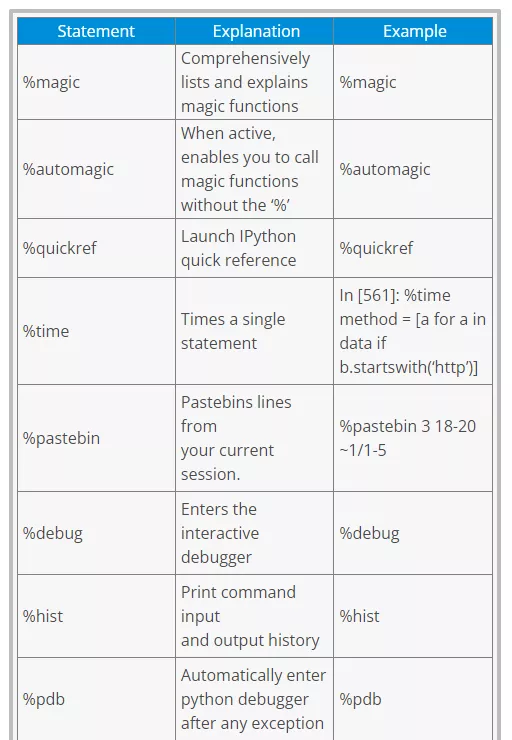 Statement Explanation Example
%magic
Comprehensively
lists and explains
magic functions
%magic
%automagic
When active,
enables you to call
magic functions
without the ‘%’
%automagic
%quickref
Launch IPython
quick reference
%quickref
%time
Times a single
statement
In [561]: %time
method = [a for a in
data if
b.startswith(‘http’)]
%pastebin
Pastebins lines
from
your current
session.
%pastebin 3 18-20
~1/1-5
%debug
Enters the
interactive
debugger
%debug
%hist
Print command
input
and output history
%hist
%pdb
Automatically enter
python debugger
after any exception
%pdb